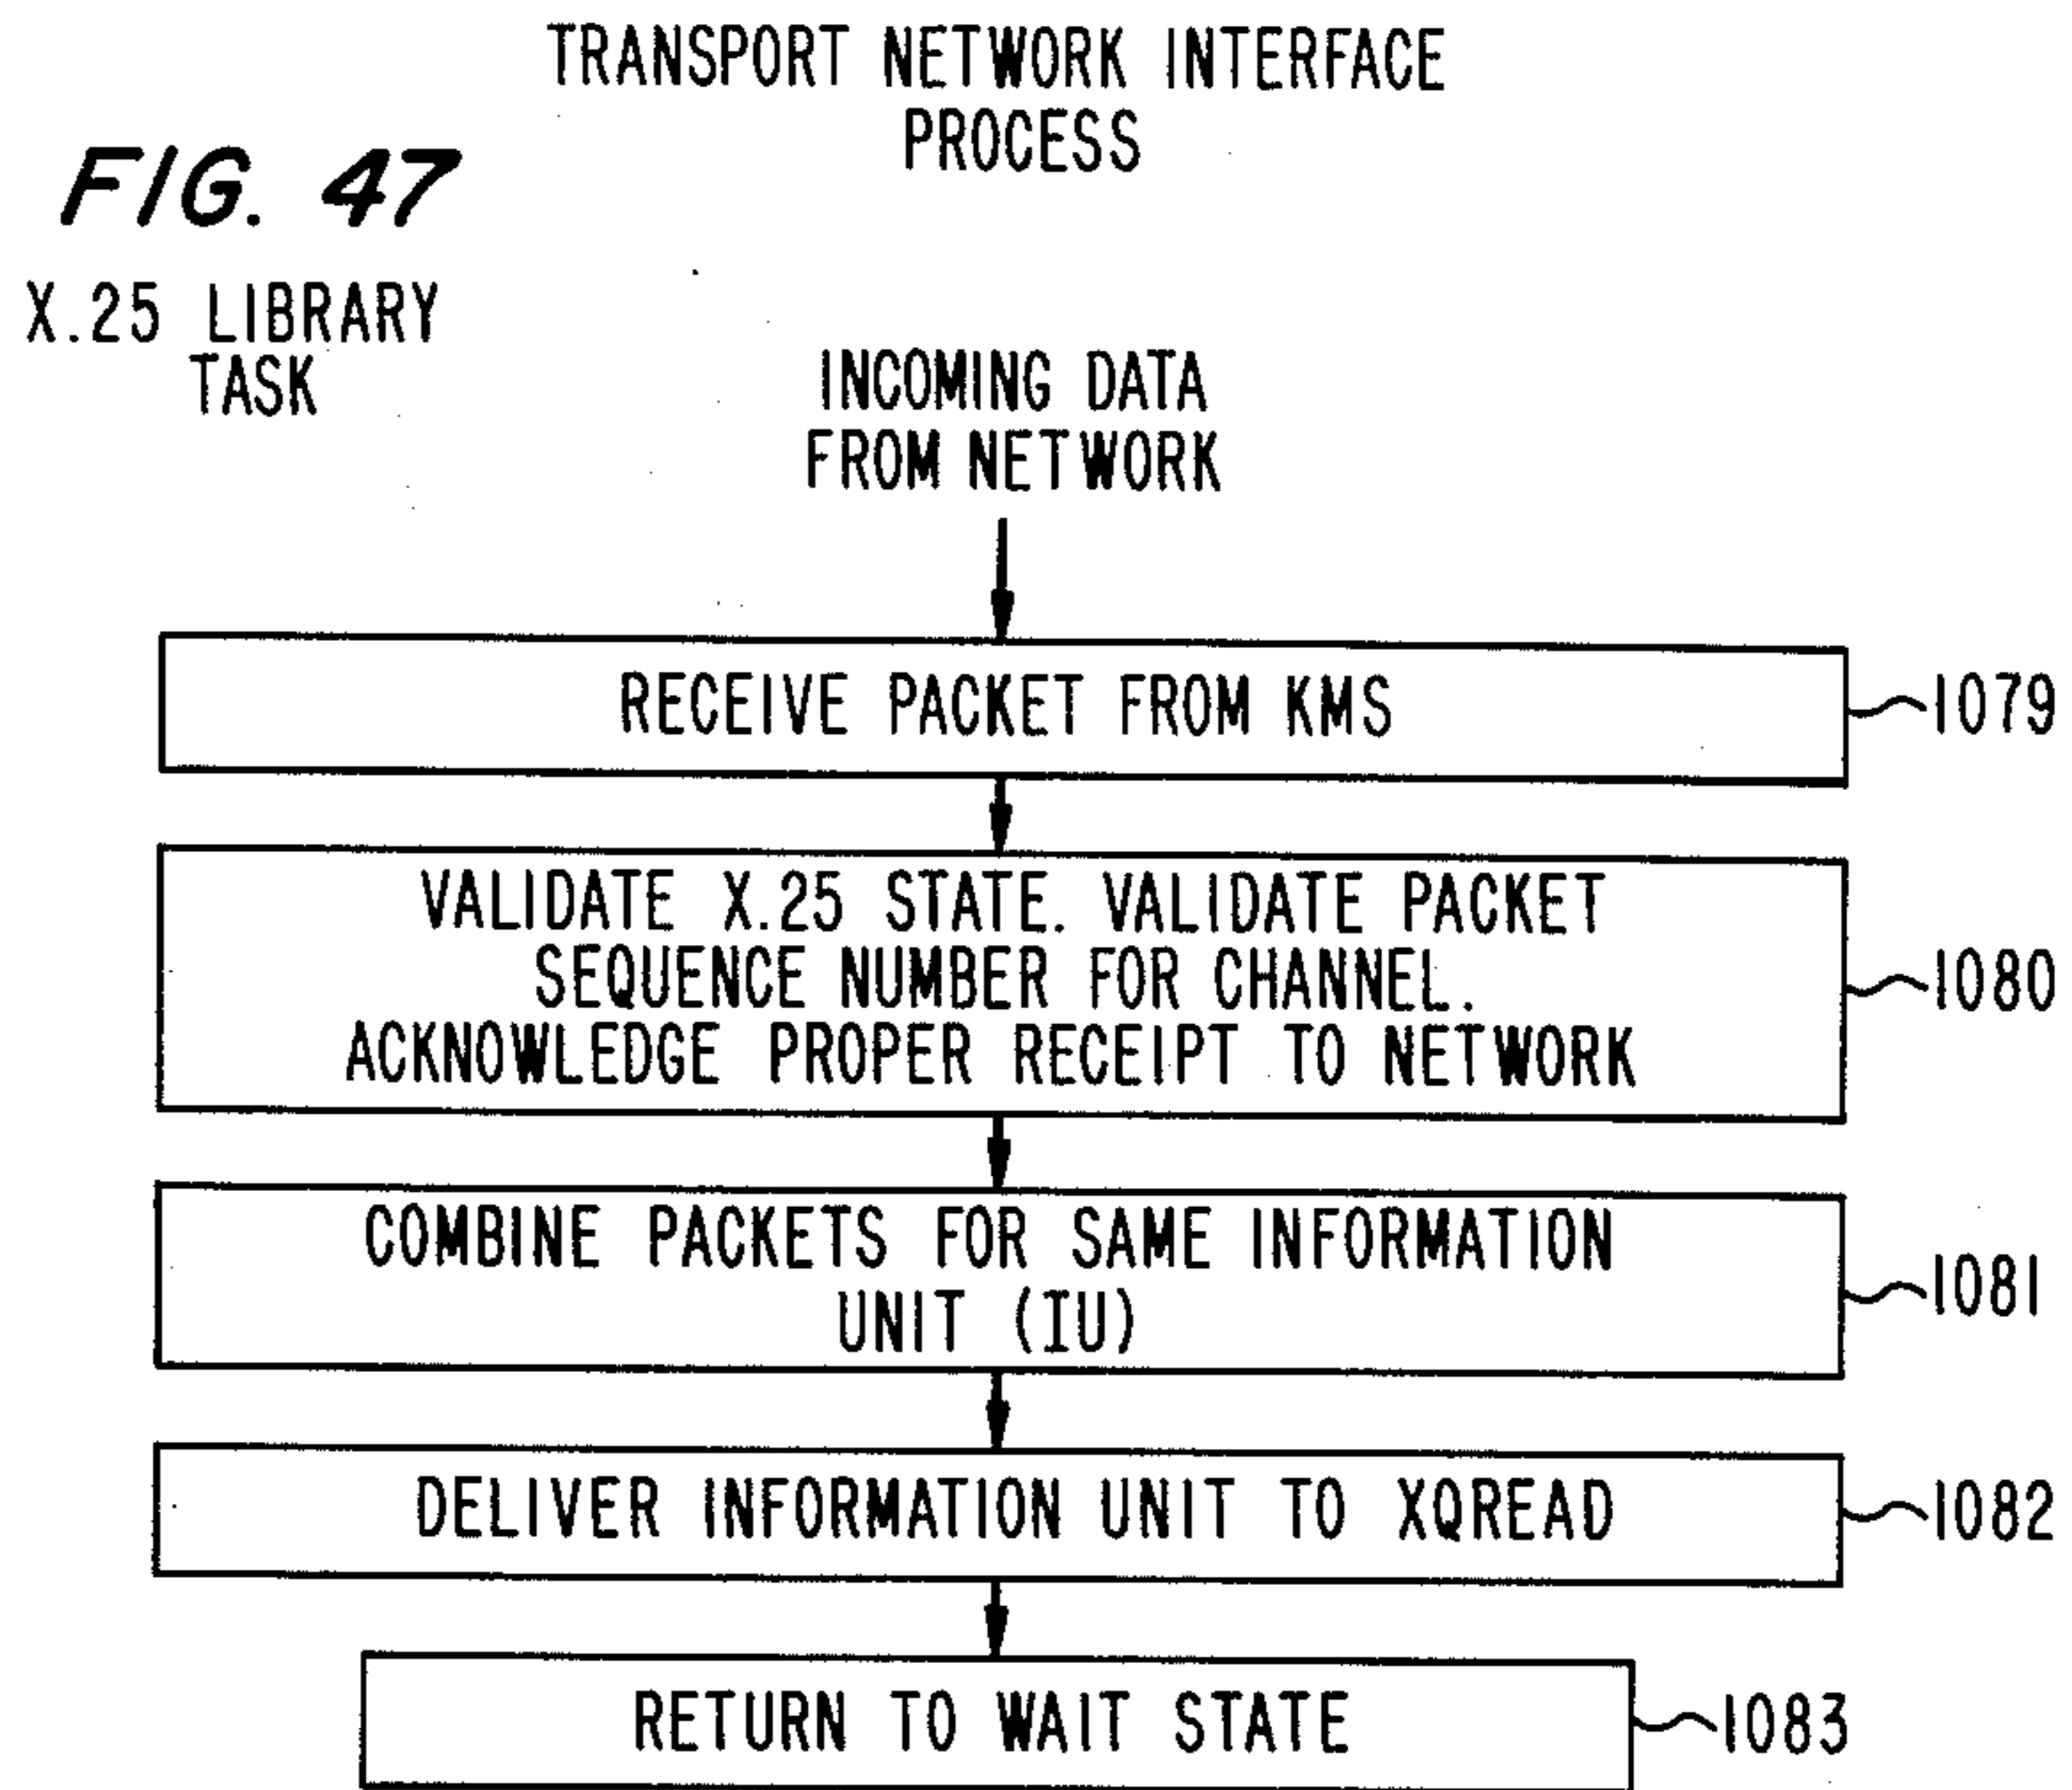 TRANSPORT NETWORK INTERFACE
PROCESS
FIG. 47
X.25 LIBRARY
TASK
INCOMING DATA
FROM NETWORK
RECEIVE PACKET FROM KMS
1079
VALIDATE X.25 STATE. VALIDATE PACKET
SEQUENCE NUMBER FOR CHANNEL.
ACKNOWLEDGE PROPER RECEIPT TO NETWORK
1080
COMBINE PACKETS FOR SAME INFORMATION
UNIT (IU)
1081
DELIVER INFORMATION UNIT TO XQREAD
1082
RETURN TO WAIT STATE
1083